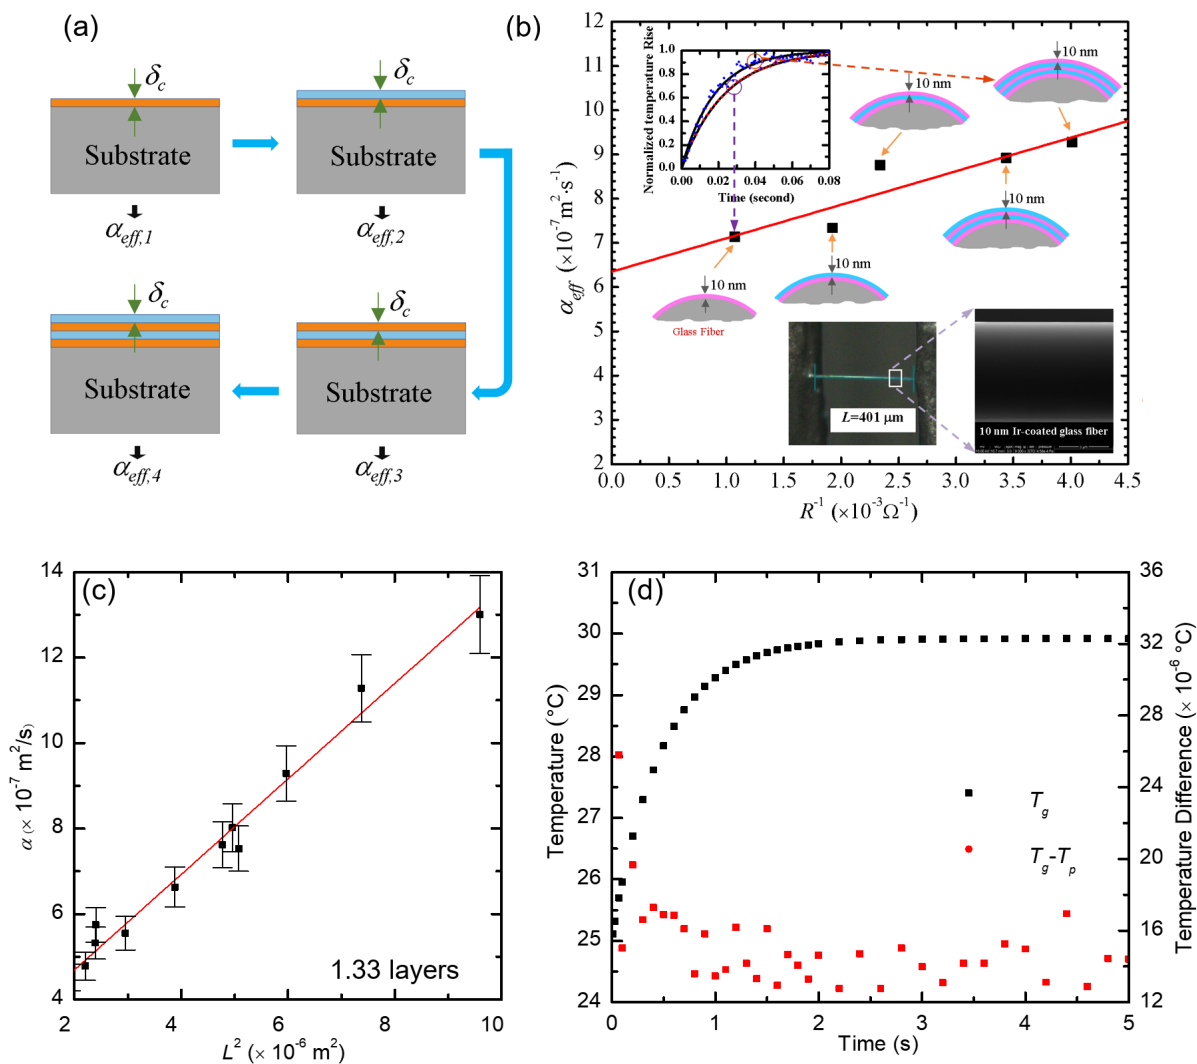 (a)
δc
δc
Substrate
Substrate
αeff,1
αeff,2
δc
δc
Substrate
Substrate
αeff,4
αeff,3
(b)
12
11
10
9
8
7
6
5
4
3
2
αeff (×10⁻⁷ m²·s⁻¹)
0.0 0.5 1.0 1.5 2.0 2.5 3.0 3.5 4.0 4.5
R⁻¹ (×10⁻³Ω⁻¹)
Normalized temperature Rise
1.0
0.8
0.6
0.4
0.2
0.0
0.00 0.02 0.04 0.06 0.08
Time (second)
10 nm
10 nm
10 nm
10 nm
10 nm
Glass Fiber
L=401 μm
10 nm Ir-coated glass fiber
(c)
14
12
10
8
6
4
α (× 10⁻⁷ m²/s)
1.33 layers
2 4 6 8 10
L² (× 10⁻⁶ m²)
(d)
31
30
29
28
27
26
25
24
Temperature (°C)
36
32
28
24
20
16
12
Temperature Difference (× 10⁻⁶ °C)
Tg
Tg-Tp
0 1 2 3 4 5
Time (s)